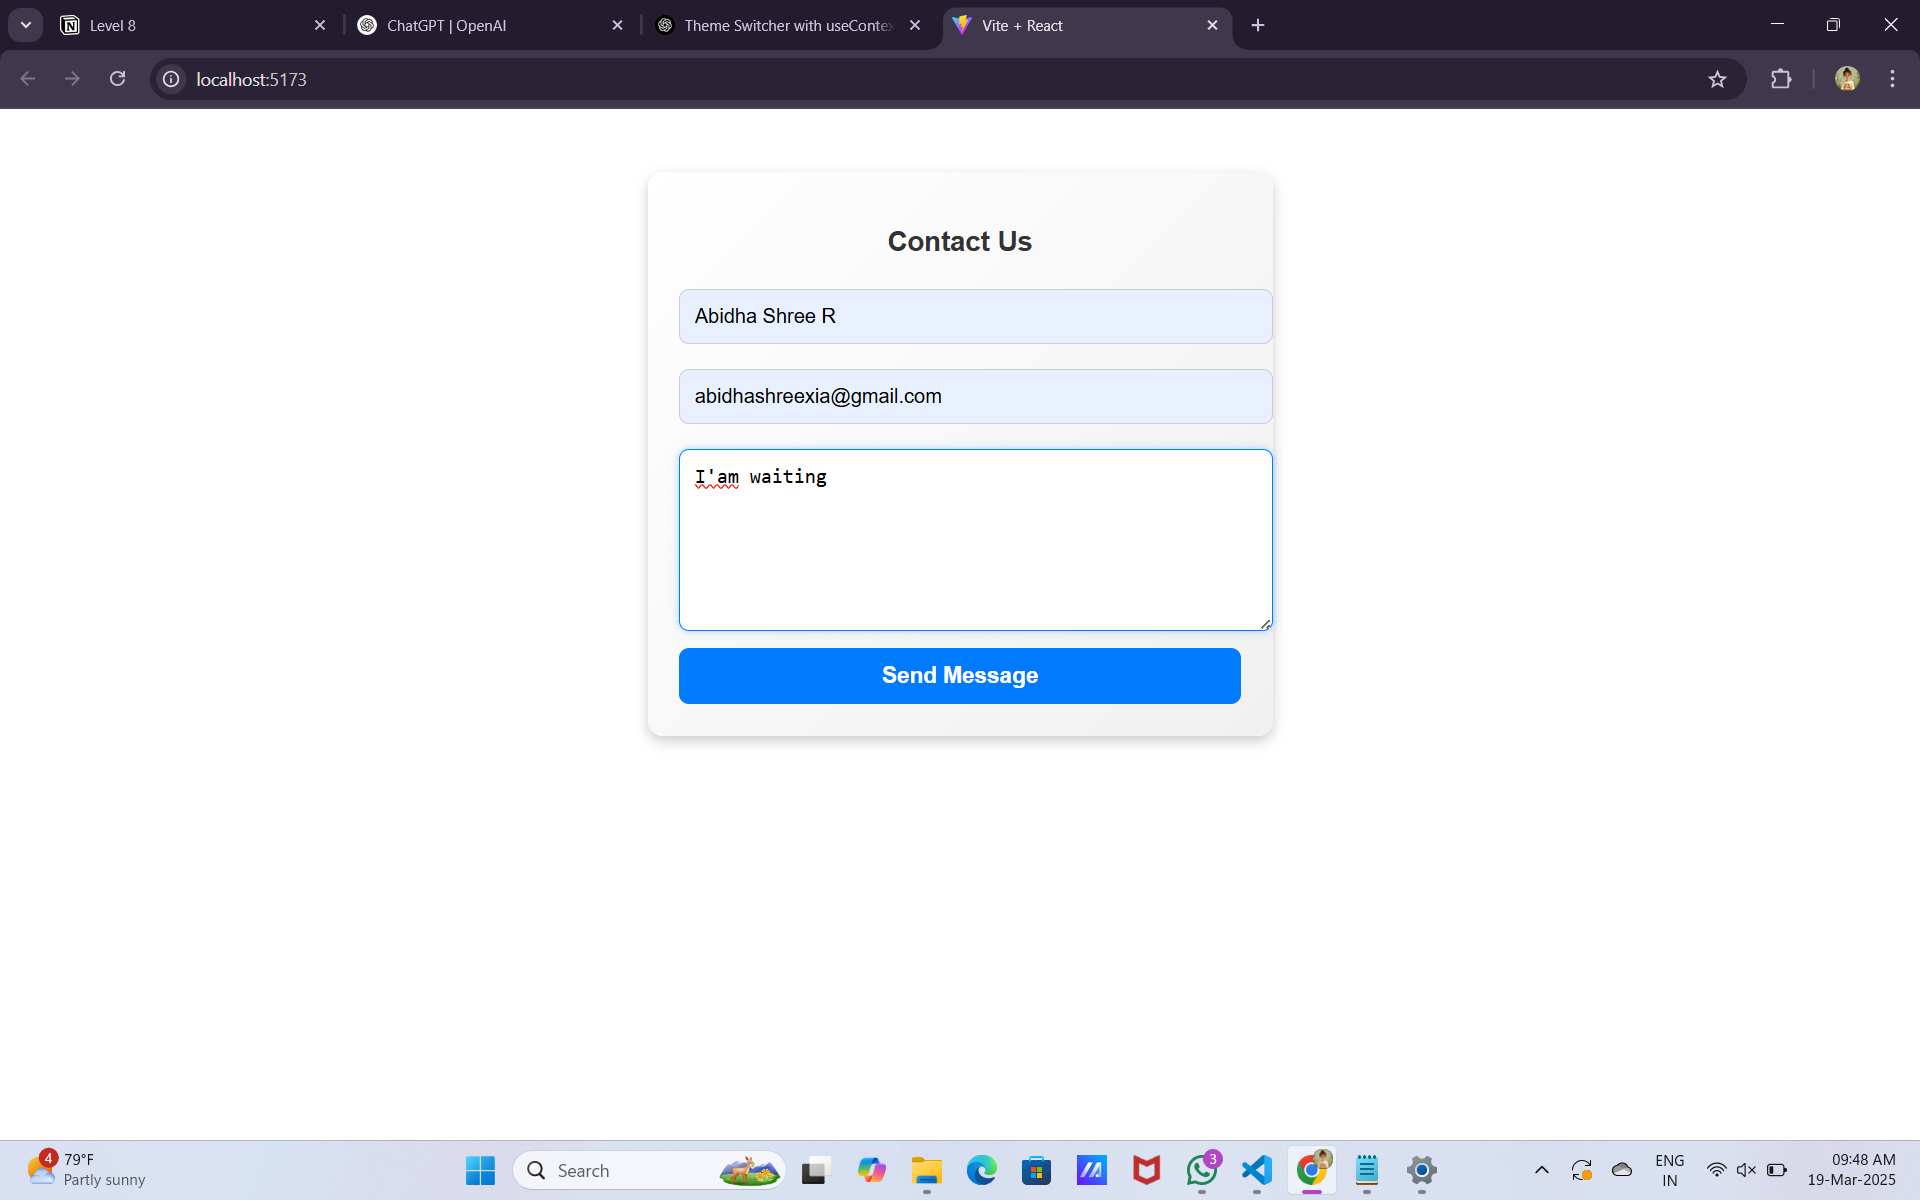 Level 8
ChatGPT | OpenAI
Theme Switcher with useContex
Vite + React
localhost:5173
Contact Us
Abidha Shree R
abidhashreexia@gmail.com
I'am waiting
Send Message
4
79°F
Partly sunny
Search
3
ENG
IN
09:48 AM
19-Mar-2025